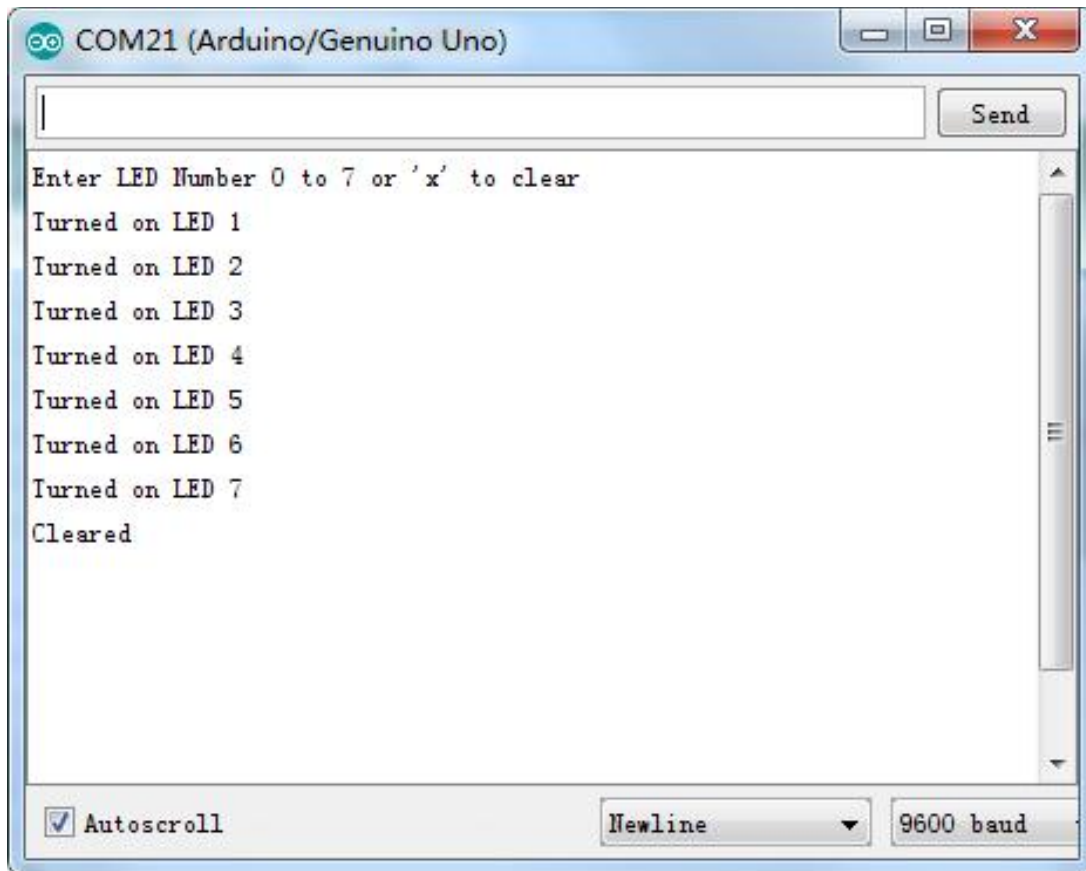 COM21 (Arduino/Genuino Uno)
Send
Enter LED Number 0 to 7 or 'x' to clear
Turned on LED 1
Turned on LED 2
Turned on LED 3
Turned on LED 4
Turned on LED 5
Turned on LED 6
Turned on LED 7
Cleared
Autoscroll Newline 9600 baud